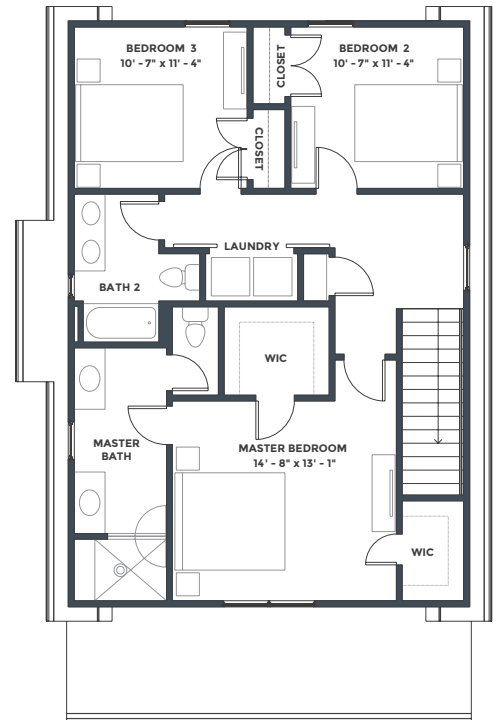 BEDROOM 3
10' - 7" x 11' - 4"
CLOSET
BEDROOM 2
10' - 7" x 11' - 4"
CLOSET
LAUNDRY
BATH 2
WIC
MASTER
BATH
MASTER BEDROOM
14' - 8" x 13' - 1"
WIC